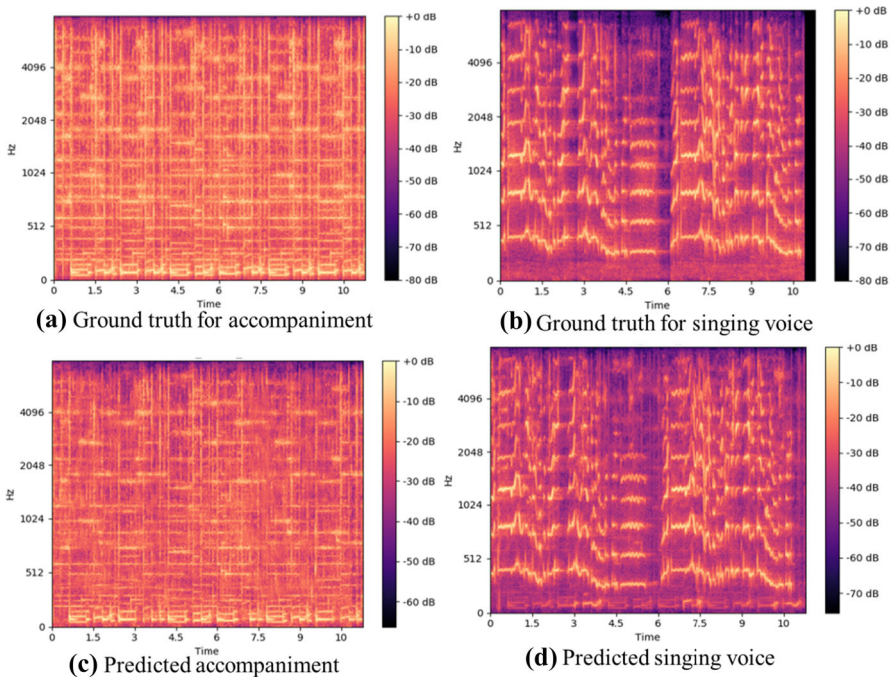 +0 dB
-10 dB
-20 dB
-30 dB
-40 dB
-50 dB
-60 dB
-70 dB
-80 dB
4096
2048
1024
512
0
Hz
0 1.5 3 4.5 6 7.5 9 10
Time
(a) Ground truth for accompaniment
+0 dB
-10 dB
-20 dB
-30 dB
-40 dB
-50 dB
-60 dB
-70 dB
-80 dB
4096
2048
1024
512
0
Hz
0 1.5 3 4.5 6 7.5 9 10
Time
(b) Ground truth for singing voice
+0 dB
-10 dB
-20 dB
-30 dB
-40 dB
-50 dB
-60 dB
4096
2048
1024
512
0
Hz
0 1.5 3 4.5 6 7.5 9 10
Time
(c) Predicted accompaniment
+0 dB
-10 dB
-20 dB
-30 dB
-40 dB
-50 dB
-60 dB
-70 dB
4096
2048
1024
512
0
Hz
0 1.5 3 4.5 6 7.5 9 10
Time
(d) Predicted singing voice